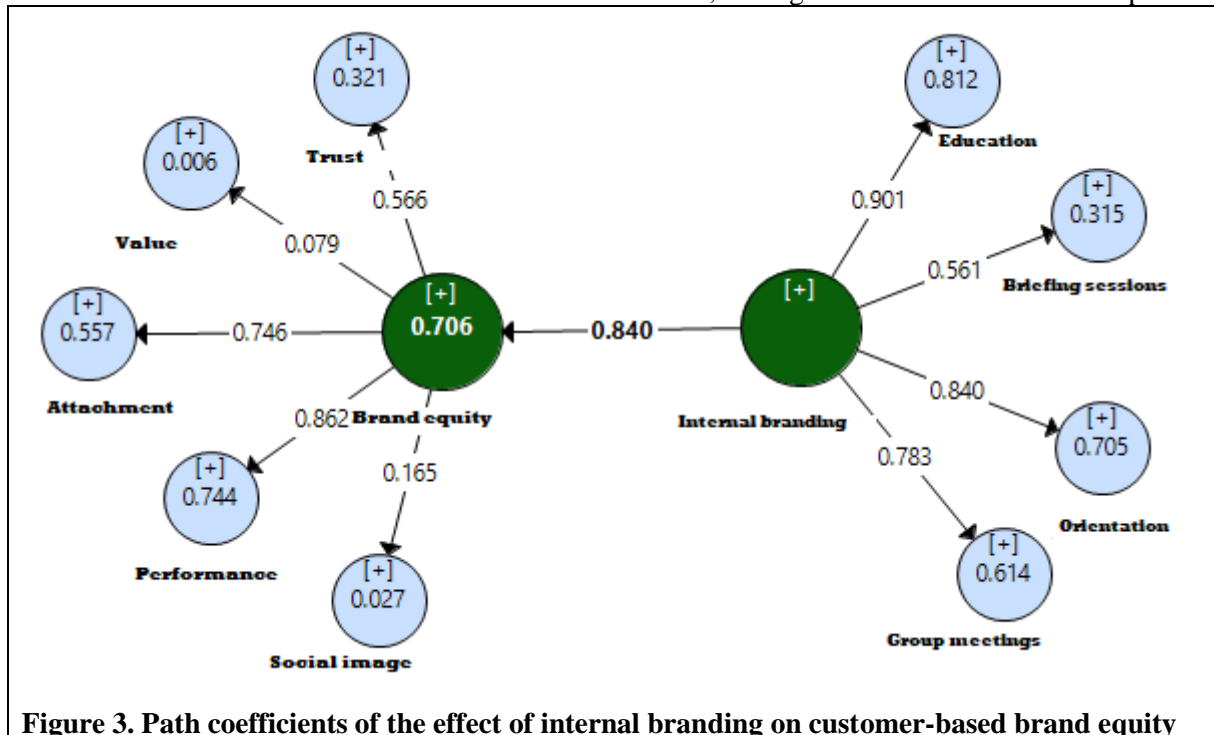 [+]
0.321
Trust
[+]
0.006
Value
[+]
0.557
Attachment
[+]
0.744
Performance
[+]
0.027
Social image
0.566
0.079
0.746
0.862
0.165
[+]
0.706
Brand equity
0.840
[+]
Internal branding
0.901
0.561
0.840
0.783
[+]
0.812
Education
[+]
0.315
Briefing sessions
[+]
0.705
Orientation
[+]
0.614
Group meetings
Figure 3. Path coefficients of the effect of internal branding on customer-based brand equity